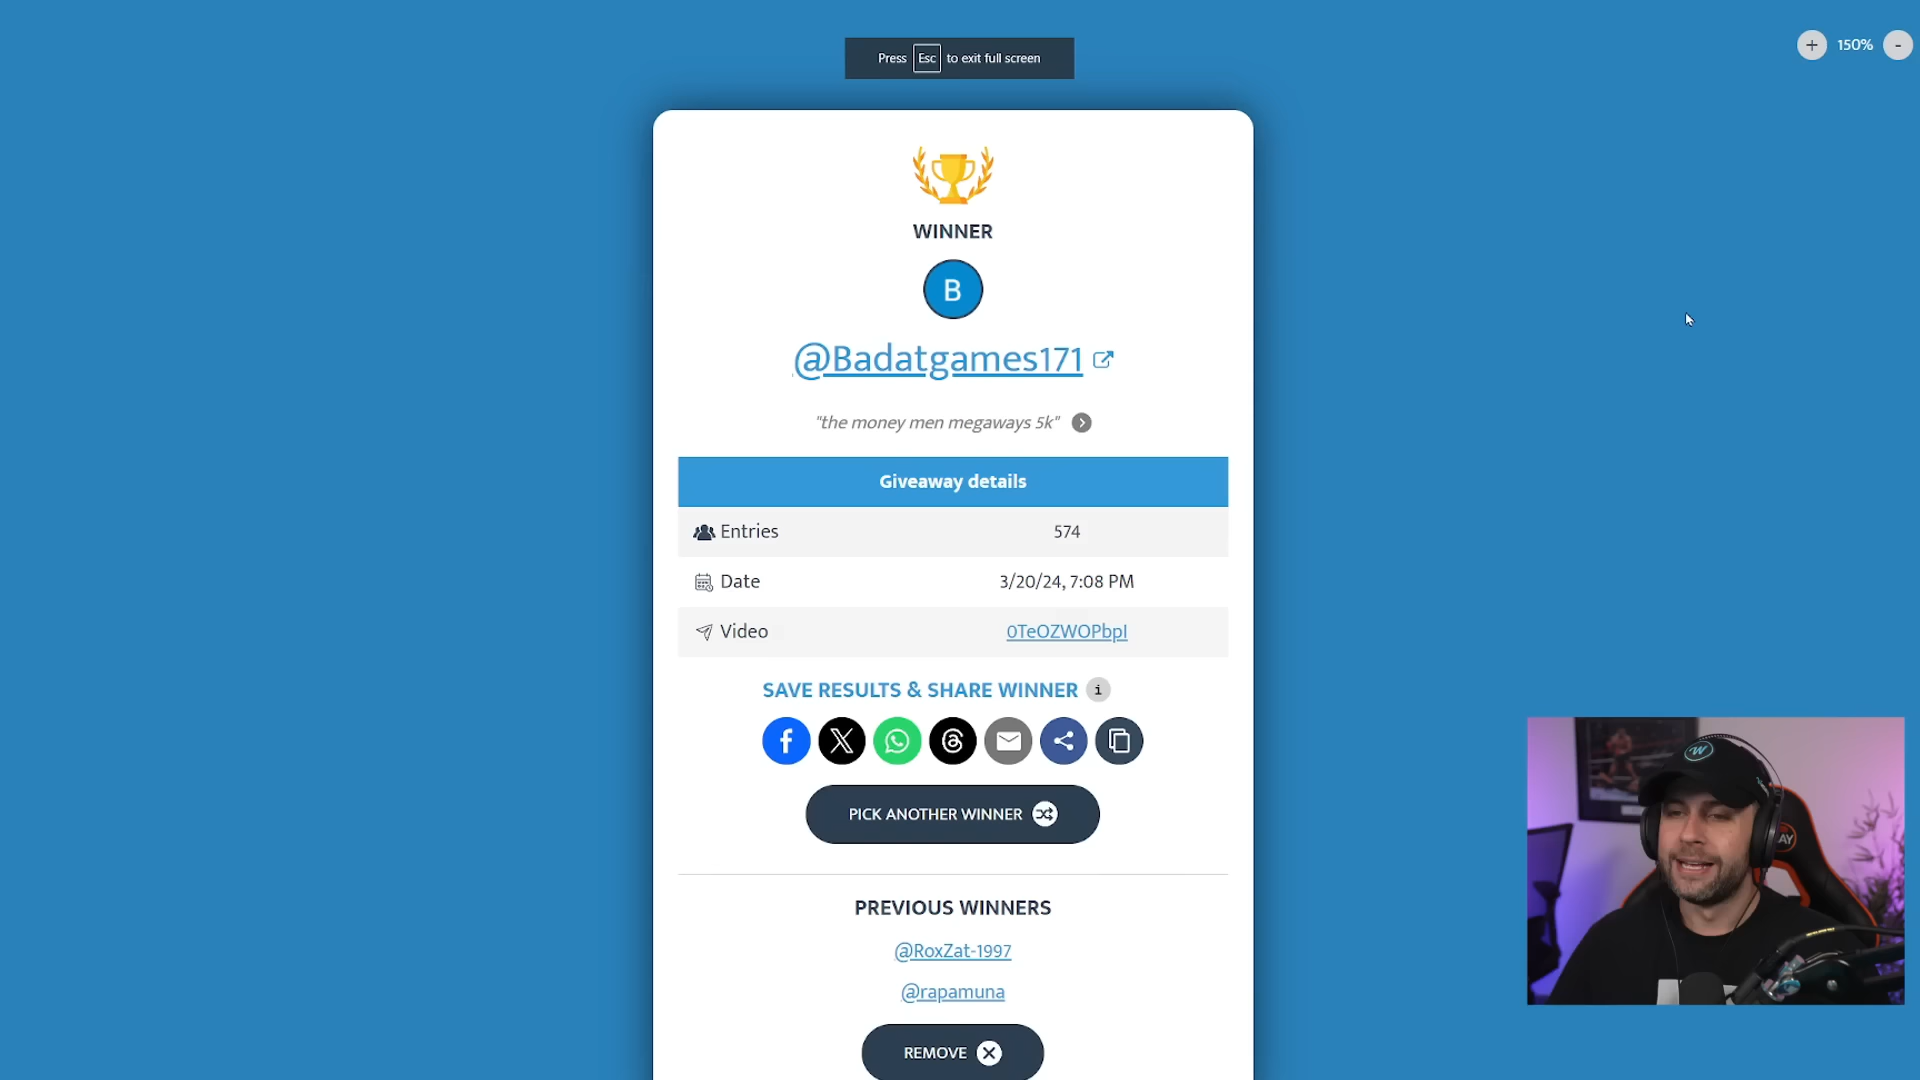 Press Esc to exit full screen
+ 150% -
WINNER
B
@Badatgames171
"the money men megaways 5k"
Giveaway details
Entries 574
Date 3/20/24, 7:08 PM
Video 0TeOZWOPbpI
SAVE RESULTS & SHARE WINNER i
PICK ANOTHER WINNER
PREVIOUS WINNERS
@RoxZat-1997
@rapamuna
REMOVE
W
AY